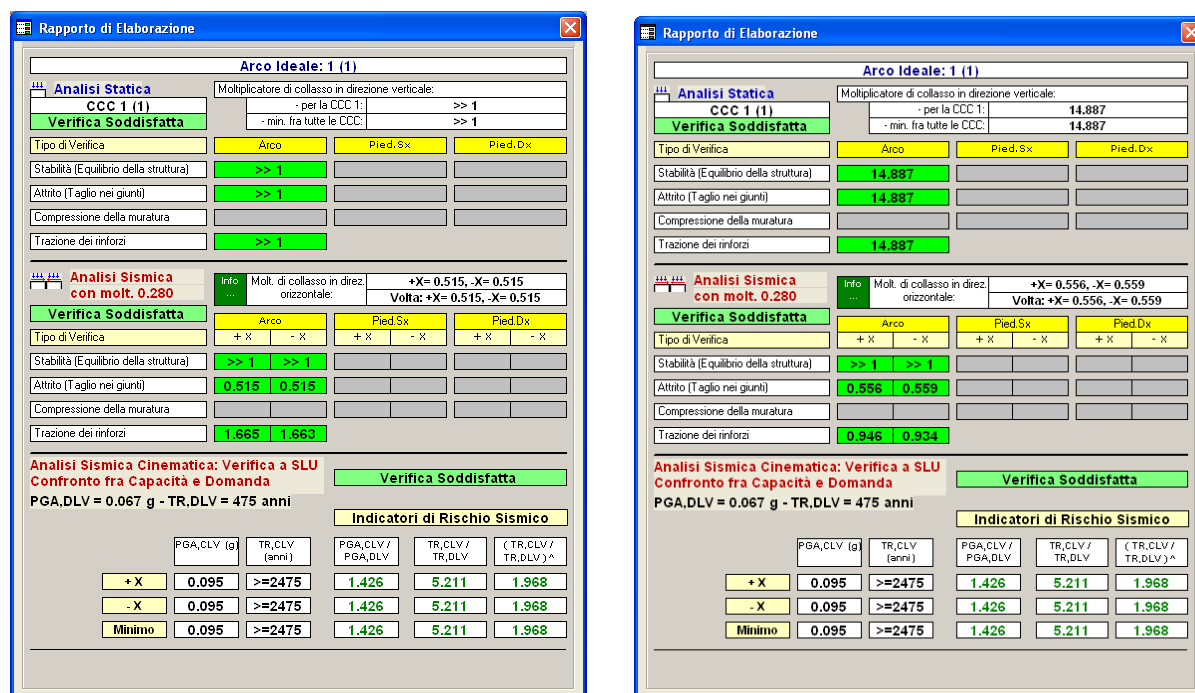 Rapporto di Elaborazione
Arco Ideale: 1 (1)
Analisi Statica
CCC 1 (1)
Verifica Soddisfatta
Moltiplicatore di collasso in direzione verticale:
- per la CCC 1: >> 1
- min. fra tutte le CCC: >> 1
Tipo di Verifica Arco Pied.Sx Pied.Dx
Stabilità (Equilibrio della struttura) >> 1
Attrito (Taglio nei giunti) >> 1
Compressione della muratura
Trazione dei rinforzi >> 1
Analisi Sismica
con molt. 0.280
Info
...
Molt. di collasso in direz.
orizzontale:
+X= 0.515, -X= 0.515
Volta: +X= 0.515, -X= 0.515
Verifica Soddisfatta
Arco Pied.Sx Pied.Dx
Tipo di Verifica + X - X + X - X + X - X
Stabilità (Equilibrio della struttura) >> 1 >> 1
Attrito (Taglio nei giunti) 0.515 0.515
Compressione della muratura
Trazione dei rinforzi 1.665 1.663
Analisi Sismica Cinematica: Verifica a SLU
Confronto fra Capacità e Domanda
Verifica Soddisfatta
PGA,DLV = 0.067 g - TR,DLV = 475 anni
Indicatori di Rischio Sismico
PGA,CLV (g)
TR,CLV
(anni)
PGA,CLV /
PGA,DLV
TR,CLV /
TR,DLV
( TR,CLV /
TR,DLV ) ^
+ X 0.095 >=2475 1.426 5.211 1.968
- X 0.095 >=2475 1.426 5.211 1.968
Minimo 0.095 >=2475 1.426 5.211 1.968
Rapporto di Elaborazione
Arco Ideale: 1 (1)
Analisi Statica
CCC 1 (1)
Verifica Soddisfatta
Moltiplicatore di collasso in direzione verticale:
- per la CCC 1: 14.887
- min. fra tutte le CCC: 14.887
Tipo di Verifica Arco Pied.Sx Pied.Dx
Stabilità (Equilibrio della struttura) 14.887
Attrito (Taglio nei giunti) 14.887
Compressione della muratura
Trazione dei rinforzi 14.887
Analisi Sismica
con molt. 0.280
Info
...
Molt. di collasso in direz.
orizzontale:
+X= 0.556, -X= 0.559
Volta: +X= 0.556, -X= 0.559
Verifica Soddisfatta
Arco Pied.Sx Pied.Dx
Tipo di Verifica + X - X + X - X + X - X
Stabilità (Equilibrio della struttura) >> 1 >> 1
Attrito (Taglio nei giunti) 0.556 0.559
Compressione della muratura
Trazione dei rinforzi 0.946 0.934
Analisi Sismica Cinematica: Verifica a SLU
Confronto fra Capacità e Domanda
Verifica Soddisfatta
PGA,DLV = 0.067 g - TR,DLV = 475 anni
Indicatori di Rischio Sismico
PGA,CLV (g)
TR,CLV
(anni)
PGA,CLV /
PGA,DLV
TR,CLV /
TR,DLV
( TR,CLV /
TR,DLV ) ^
+ X 0.095 >=2475 1.426 5.211 1.968
- X 0.095 >=2475 1.426 5.211 1.968
Minimo 0.095 >=2475 1.426 5.211 1.968